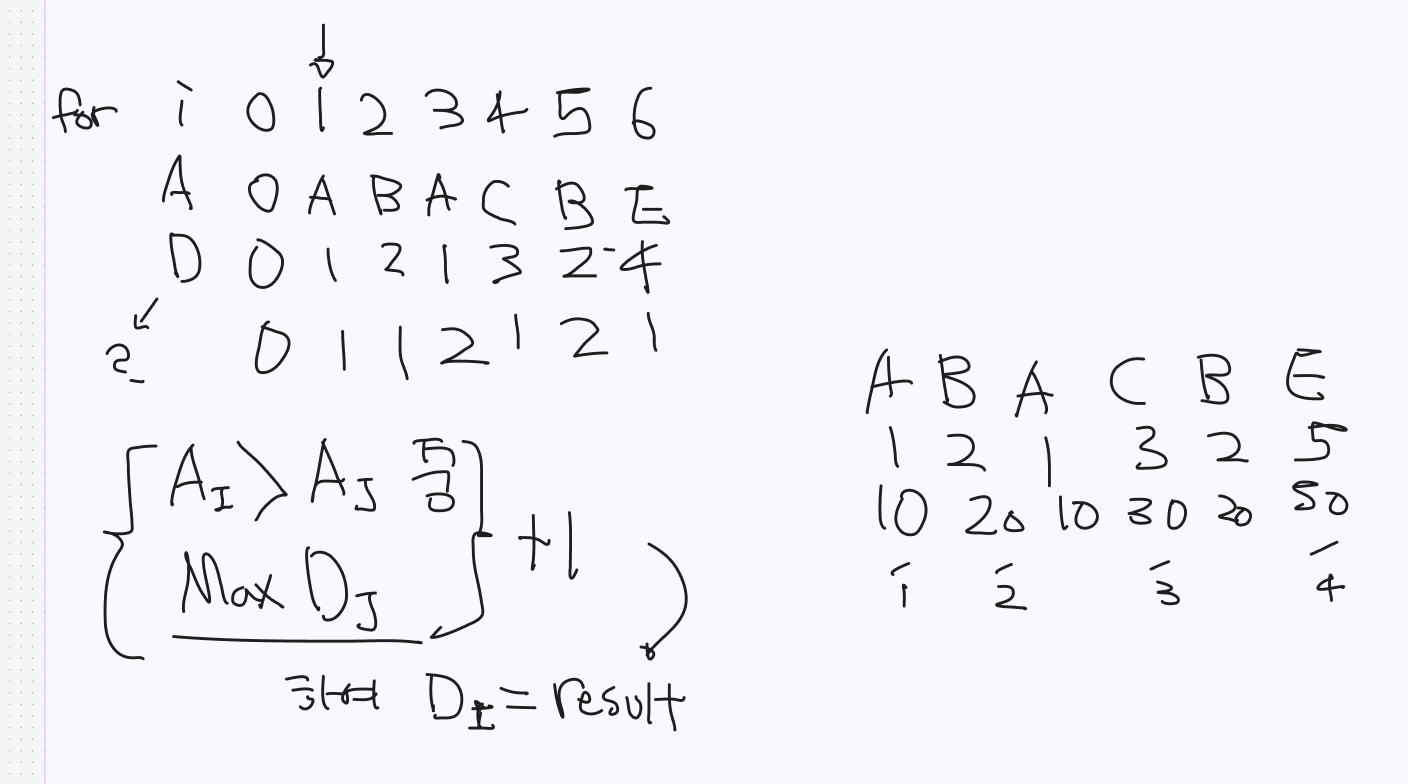 for i 0 1 2 3 4 5 6
A 0 A B A C B E
D 0 1 2 1 3 2 - 4
2 0 1 1 2 1 2 1
A_I > A_J 중
Max D_J
+1
D_I = result
A B A C B E
1 2 1 3 2 5
10 20 10 30 20 50
1 2 3 4